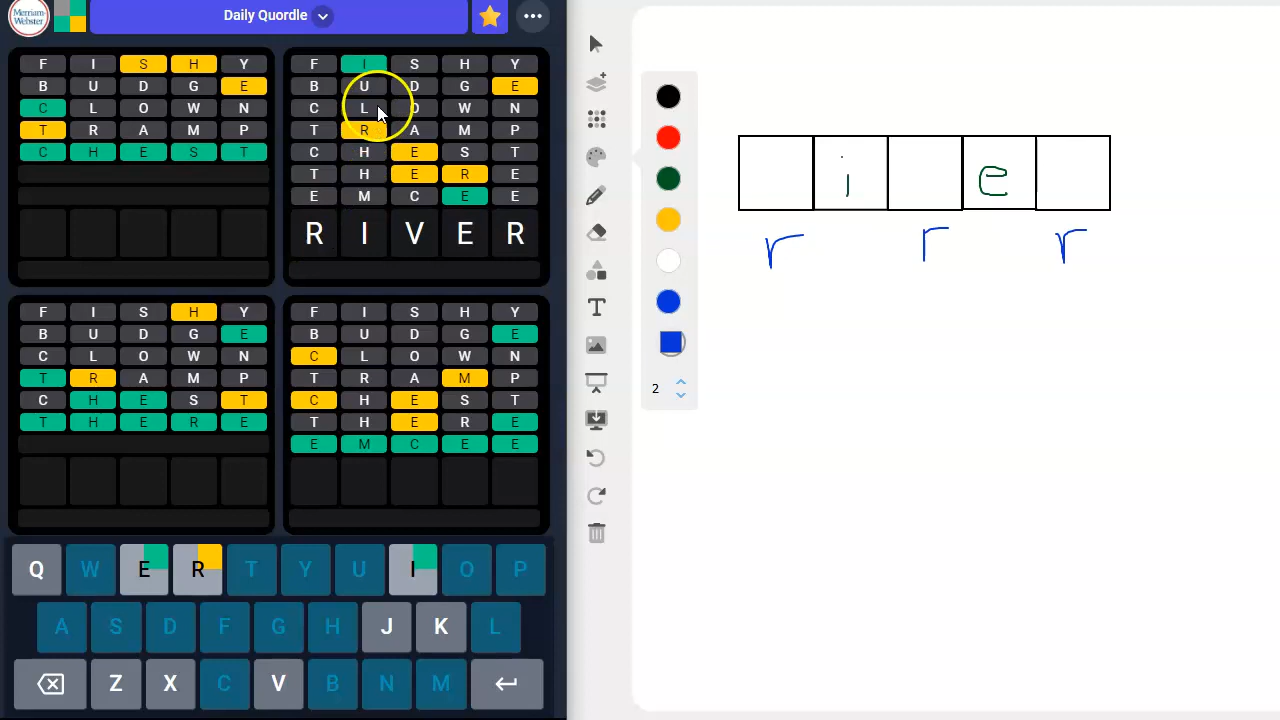 Merriam-Webster
Daily Quordle
F I S H Y
B U D G E
C L O W N
T R A M P
C H E S T
F I S H Y
B U D G E
C L O W N
T R A M P
C H E S T
T H E R E
E M C E E
R I V E R
F I S H Y
B U D G E
C L O W N
T R A M P
C H E S T
T H E R E
F I S H Y
B U D G E
C L O W N
T R A M P
C H E S T
T H E R E
E M C E E
Q W E R T Y U I O P
A S D F G H J K L
Z X C V B N M
T
2
i e
r r r